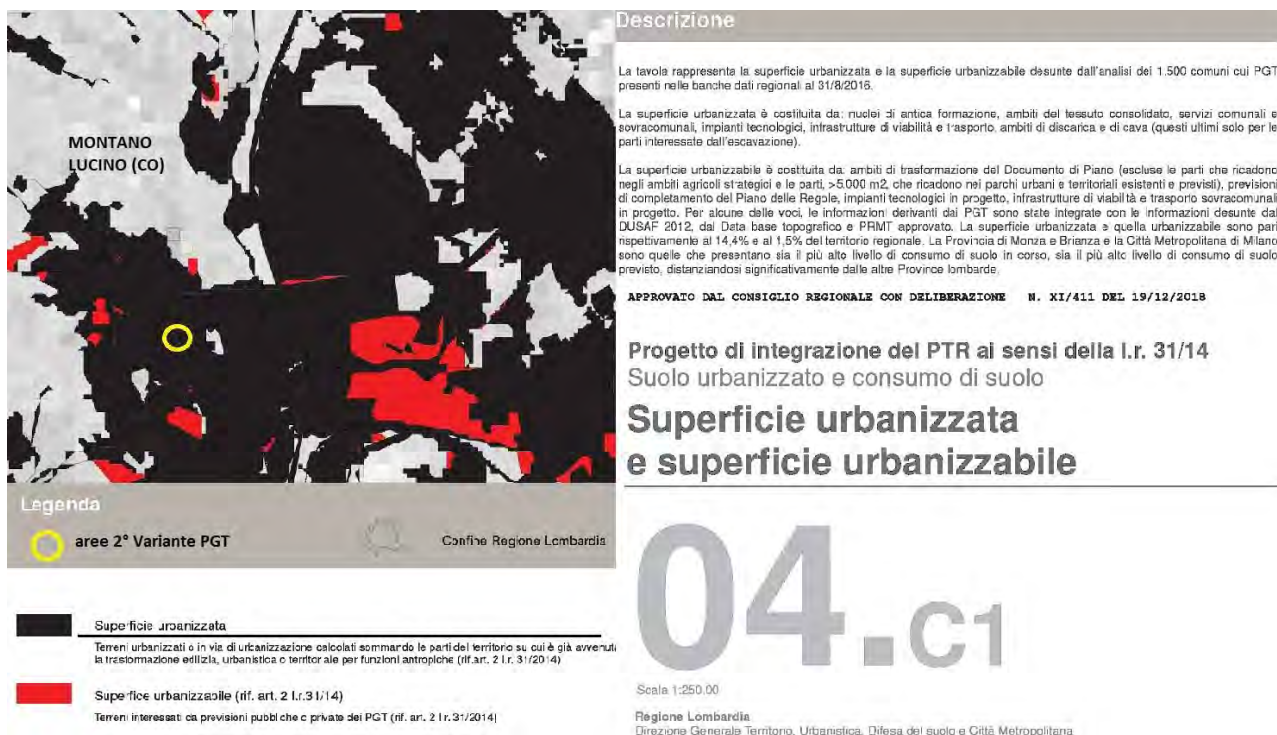 MONTANO
LUCINO (CO)
Legenda
aree 2° Variante PGT
Confine Regione Lombardia
Superficie urbanizzata
Terreni urbanizzati o in via di urbanizzazione calcolati sommando le parti del territorio su cui è già avvenuta
la trasformazione edilizia, urbanistica o territoriale per funzioni antropiche (rif.art. 2 l.r. 31/2014)
Superfice urbanizzabile (rif. art. 2 l.r.31/14)
Terreni interessati da previsioni pubbliche o private dei PGT (rif. art. 2 l.r. 31/2014)
Descrizione
La tavola rappresenta la superficie urbanizzata e la superficie urbanizzabile desunte dall'analisi dei 1.500 comuni cui PGT
presenti nelle banche dati regionali al 31/8/2016.
La superficie urbanizzata è costituita da: nuclei di antica formazione, ambiti del tessuto consolidato, servizi comunali e
sovracomunali, impianti tecnologici, infrastrutture di viabilità e trasporto, ambiti di discarica e di cava (questi ultimi solo per le
parti interessate dall'escavazione).
La superficie urbanizzabile è costituita da: ambiti di trasformazione del Documento di Piano (escluse le parti che ricadono
negli ambiti agricoli strategici e le parti, >5.000 m2, che ricadono nei parchi urbani e territoriali esistenti e previsti), previsioni
di completamento del Piano delle Regole, impianti tecnologici in progetto, infrastrutture di viabilità e trasporto sovracomunali
in progetto. Per alcune delle voci, le informazioni derivanti dai PGT sono state integrate con le informazioni desunte dal
DUSAF 2012, dal Data base topografico e PRMT approvato. La superficie urbanizzata e quella urbanizzabile sono pari
rispettivamente al 14,4% e al 1,5% del territorio regionale. La Provincia di Monza e Brianza e la Città Metropolitana di Milano
sono quelle che presentano sia il più alto livello di consumo di suolo in corso, sia il più alto livello di consumo di suolo
previsto, distanziandosi significativamente dalle altre Province lombarde.
APPROVATO DAL CONSIGLIO REGIONALE CON DELIBERAZIONE N. XI/411 DEL 19/12/2018
Progetto di integrazione del PTR ai sensi della l.r. 31/14
Suolo urbanizzato e consumo di suolo
Superficie urbanizzata
e superficie urbanizzabile
04.C1
Scala 1:250.00
Regione Lombardia
Direzione Generale Territorio, Urbanistica, Difesa del suolo e Città Metropolitana